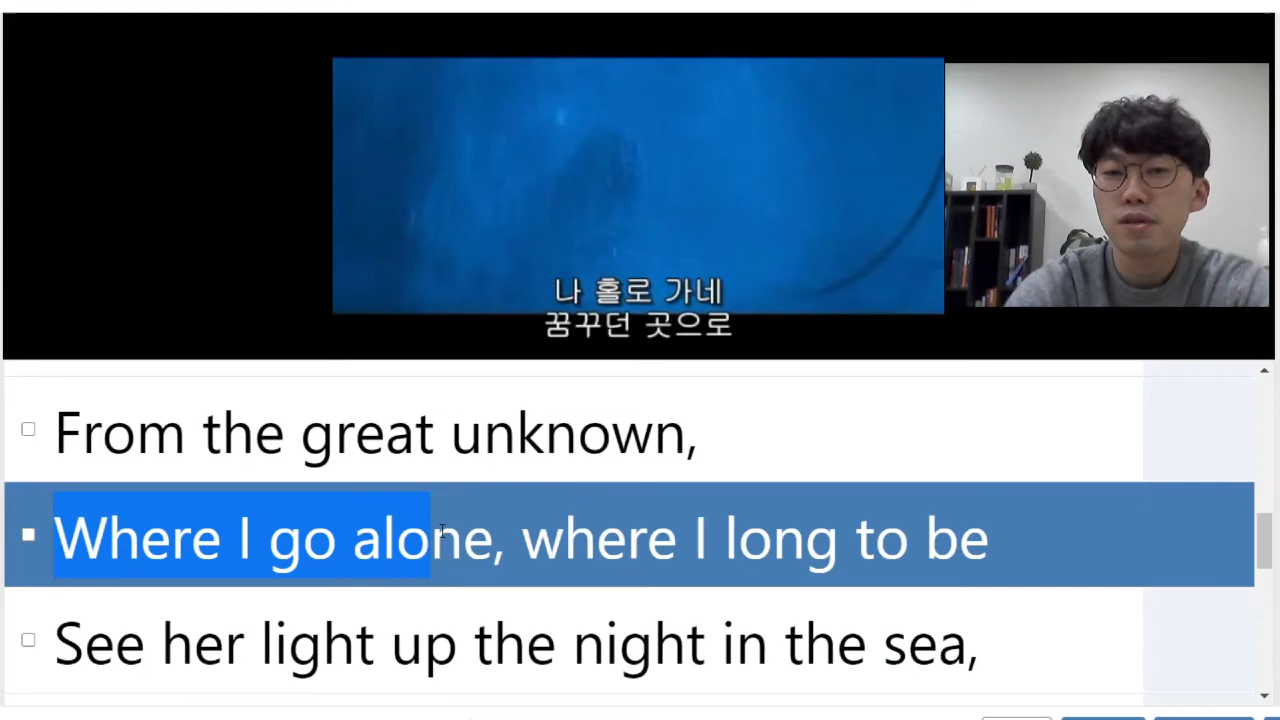 나 홀로 가네
꿈꾸던 곳으로
From the great unknown,
Where I go alone, where I long to be
See her light up the night in the sea,